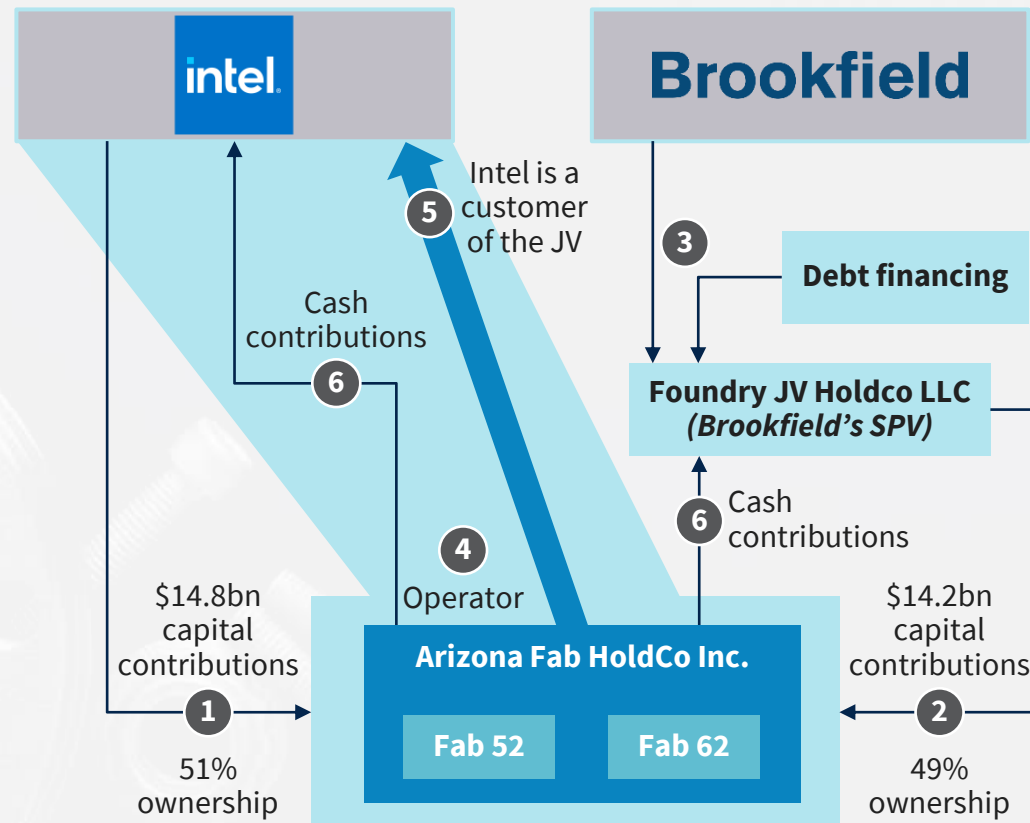 intel.
Brookfield
5
Intel is a
customer
of the JV
3
Debt financing
Cash
contributions
6
Foundry JV Holdco LLC
(Brookfield's SPV)
6
Cash
contributions
4
Operator
$14.8bn
capital
contributions
1
51%
ownership
Arizona Fab HoldCo Inc.
Fab 52
Fab 62
$14.2bn
capital
contributions
2
49%
ownership